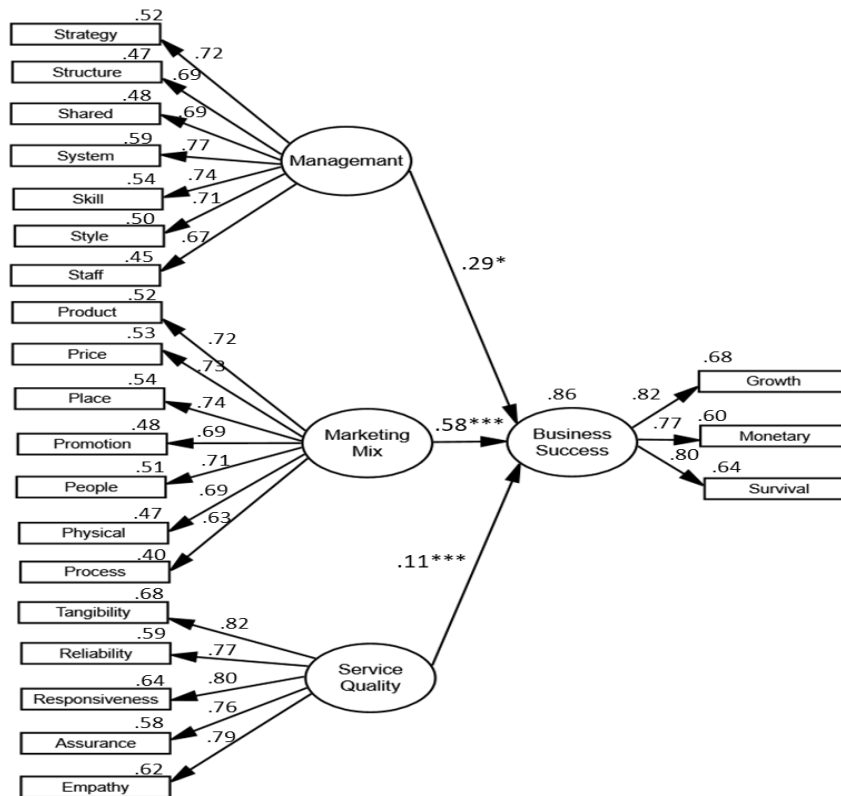 .52
Strategy
.72
.47
Structure
.69
.48
Shared
.69
.59
System
.77
.54
Skill
.74
.50
Style
.71
.45
Staff
.67
Managemant
.29*
.52
Product
.72
.53
Price
.73
.54
Place
.74
.48
Promotion
.69
.51
People
.71
.47
Physical
.69
.40
Process
.63
Marketing
Mix
.58***
.86
Business
Success
.82
.68
Growth
.77
.60
Monetary
.80
.64
Survival
.11***
.68
Tangibility
.82
.59
Reliability
.77
.64
Responsiveness
.80
.58
Assurance
.76
.62
Empathy
.79
Service
Quality